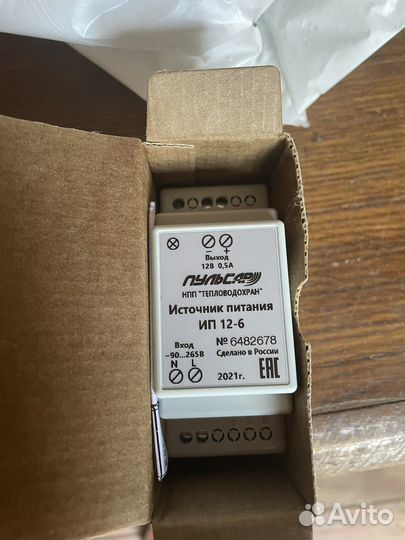 − +
Выход
12В 0,5А
ПУЛЬСАР
НПП "ТЕПЛОВОДОХРАН"
Источник питания
ИП 12-6
№ 6482678
Вход
~90...265В
Сделано в России
N L
2021г.
ЕАС
Avito